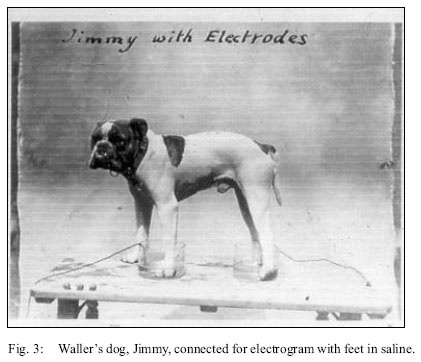 Jimmy with Electrodes
Fig. 3: Waller's dog, Jimmy, connected for electrogram with feet in saline.